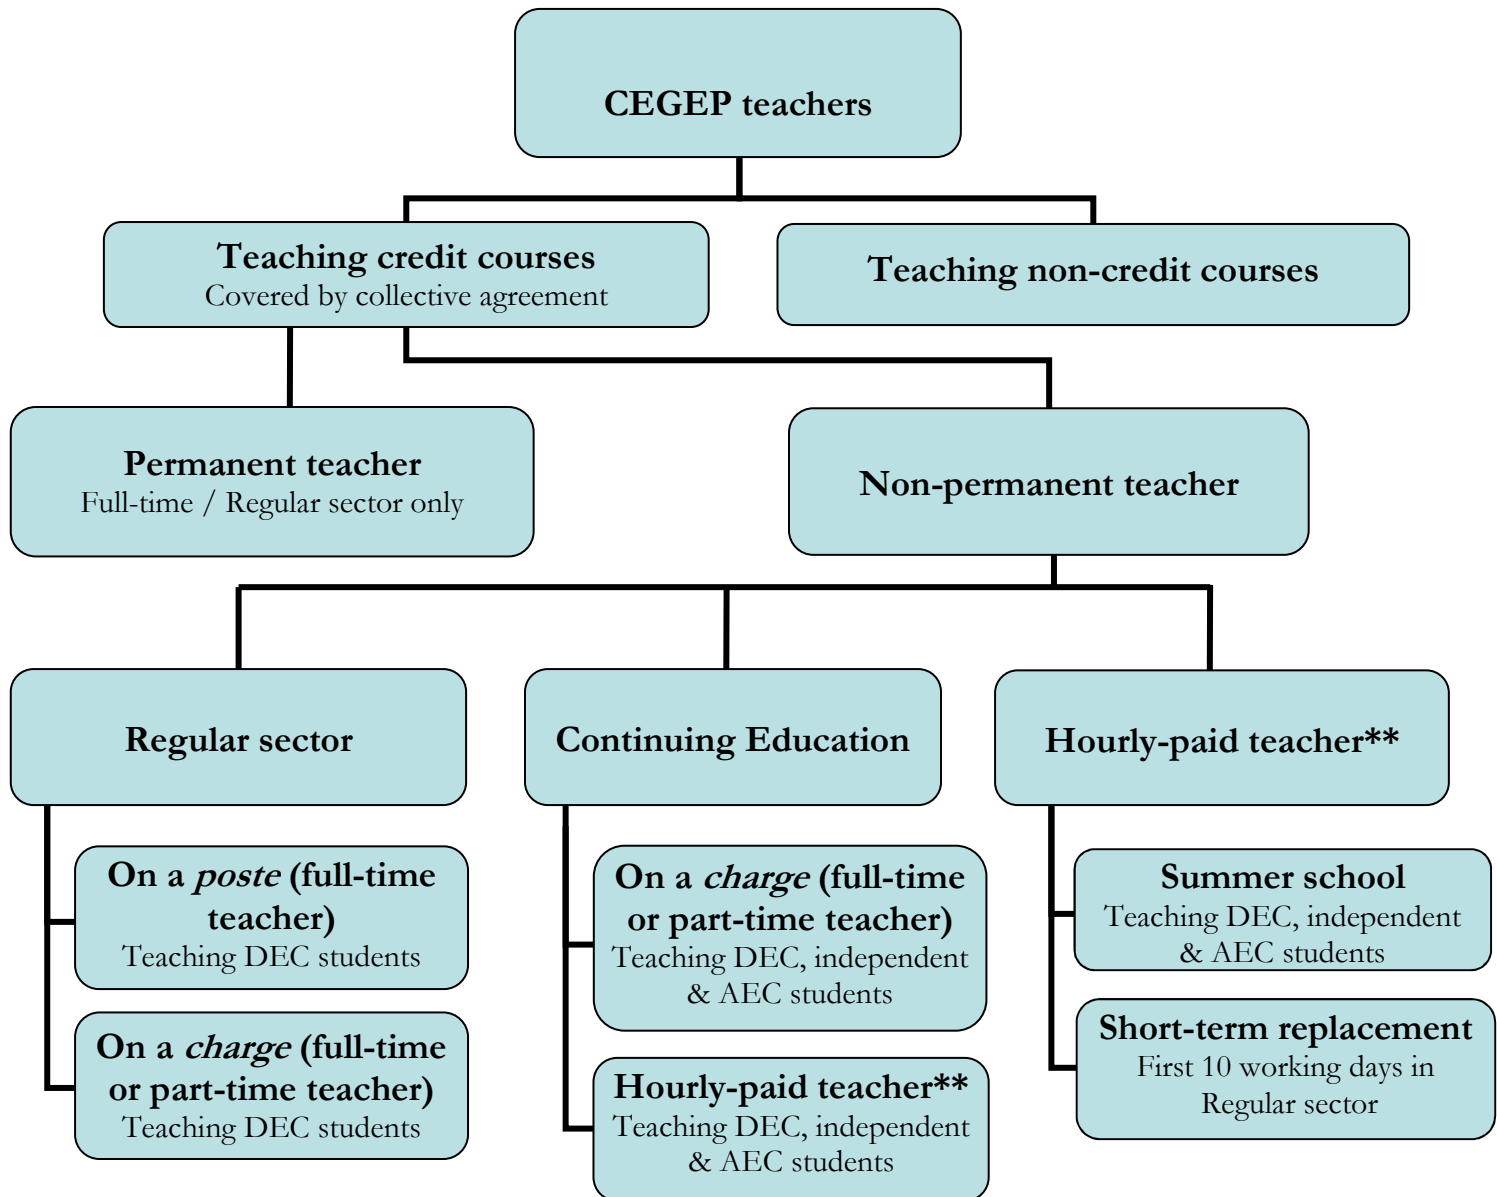 CEGEP teachers
Teaching credit courses
Covered by collective agreement
Teaching non-credit courses
Permanent teacher
Full-time / Regular sector only
Non-permanent teacher
Regular sector
Continuing Education
Hourly-paid teacher**
On a poste (full-time
teacher)
Teaching DEC students
On a charge (full-time
or part-time teacher)
Teaching DEC students
On a charge (full-time
or part-time teacher)
Teaching DEC, independent
& AEC students
Hourly-paid teacher**
Teaching DEC, independent
& AEC students
Summer school
Teaching DEC, independent
& AEC students
Short-term replacement
First 10 working days in
Regular sector